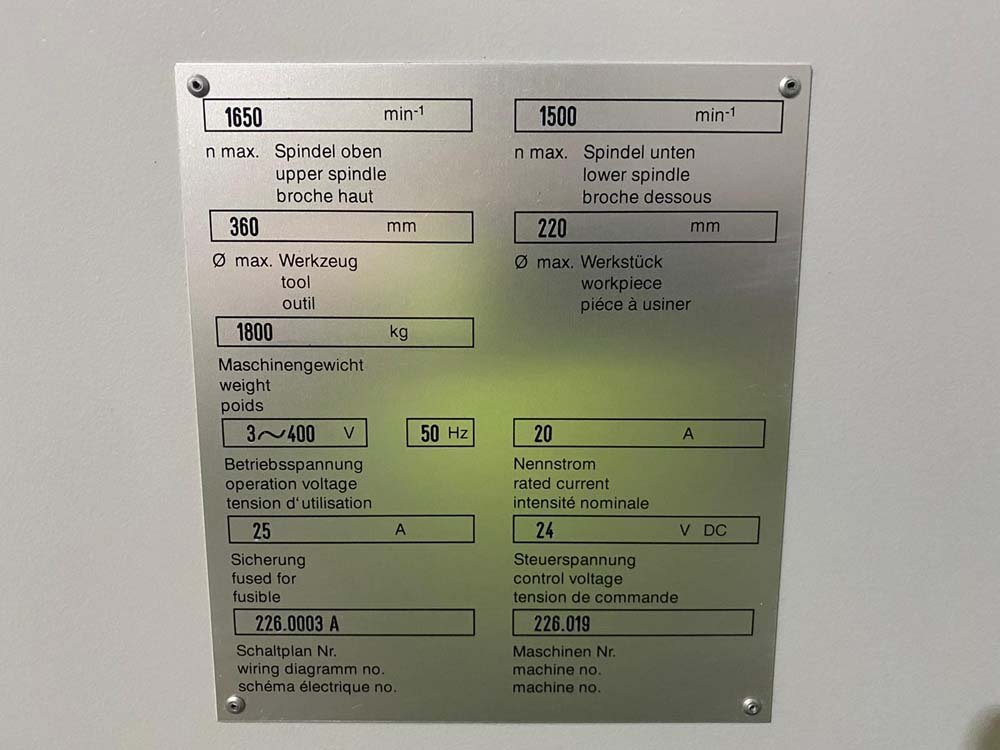 1650 min-1
n max. Spindel oben
upper spindle
broche haut
1500 min-1
n max. Spindel unten
lower spindle
broche dessous
360 mm
Ø max. Werkzeug
tool
outil
220 mm
Ø max. Werkstück
workpiece
piéce à usiner
1800 kg
Maschinengewicht
weight
poids
3~400 V
50 Hz
Betriebsspannung
operation voltage
tension d'utilisation
20 A
Nennstrom
rated current
intensité nominale
25 A
Sicherung
fused for
fusible
24 V DC
Steuerspannung
control voltage
tension de commande
226.0003 A
Schaltplan Nr.
wiring diagramm no.
schéma électrique no.
226.019
Maschinen Nr.
machine no.
machine no.